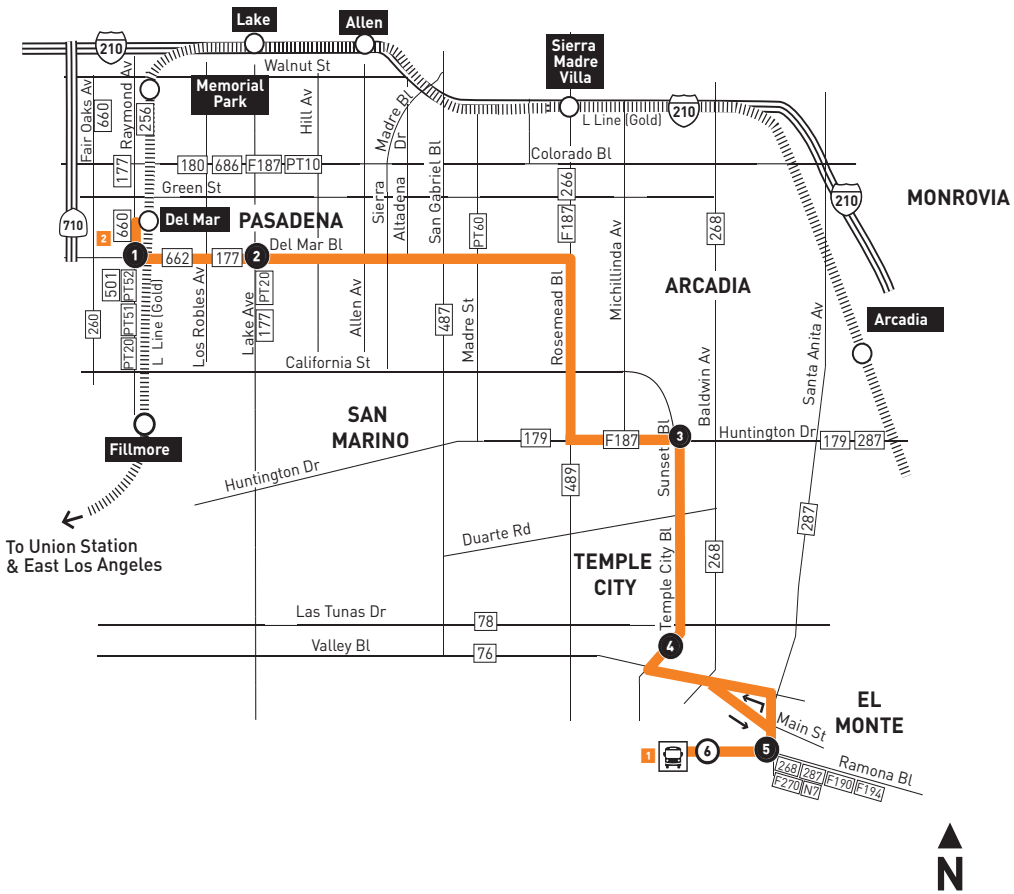 Lake
Allen
Sierra
Madre
Villa
210
Walnut St
Memorial
Park
L Line (Gold)
210
Fair Oaks Av
660
Raymond Av
256
177
Hill Av
Sierra
Madre Bl
Altadena
Dr
San Gabriel Bl
Colorado Bl
180
686
F187
PT10
266
Green St
210
MONROVIA
710
660
Del Mar
PASADENA
F187
PT60
268
2
1
662
177
2
Del Mar Bl
Michillinda Av
ARCADIA
501
PT52
PT51
PT20
260
L Line (Gold)
Los Robles Av
Lake Ave
PT20
177
Allen Av
487
Madre St
Rosemead Bl
Baldwin Av
Santa Anita Av
Arcadia
California St
SAN
MARINO
Fillmore
Huntington Dr
179
F187
3
Huntington Dr
179
287
Sunset Bl
489
287
To Union Station
& East Los Angeles
Duarte Rd
TEMPLE
CITY
Temple City Bl
268
Las Tunas Dr
78
Valley Bl
76
4
EL
MONTE
Main St
1
6
5
Ramona Bl
268
287
F190
F194
F270
N7
N